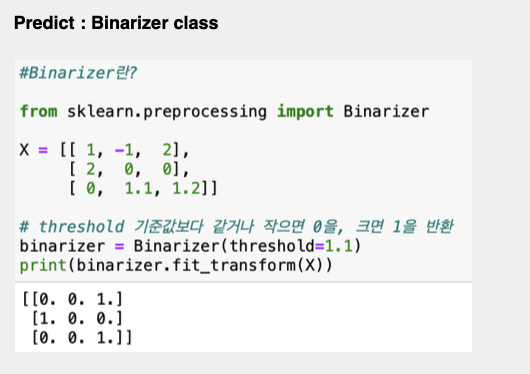 Predict : Binarizer class
#Binarizer란?
from sklearn.preprocessing import Binarizer
X = [[ 1, -1, 2],
[ 2, 0, 0],
[ 0, 1.1, 1.2]]
# threshold 기준값보다 같거나 작으면 0을, 크면 1을 반환
binarizer = Binarizer(threshold=1.1)
print(binarizer.fit_transform(X))
[[0. 0. 1.]
[1. 0. 0.]
[0. 0. 1.]]